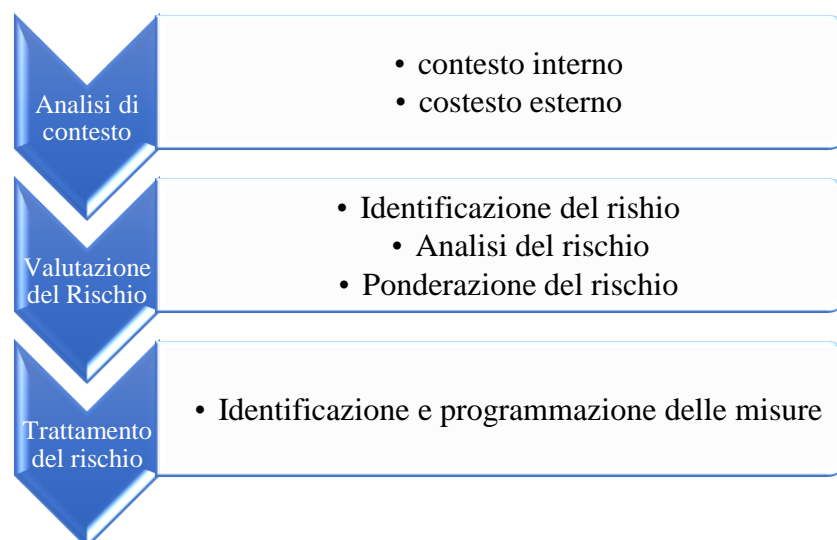 Analisi di
contesto
• contesto interno
• costesto esterno
Valutazione
del Rischio
• Identificazione del rishio
• Analisi del rischio
• Ponderazione del rischio
Trattamento
del rischio
• Identificazione e programmazione delle misure